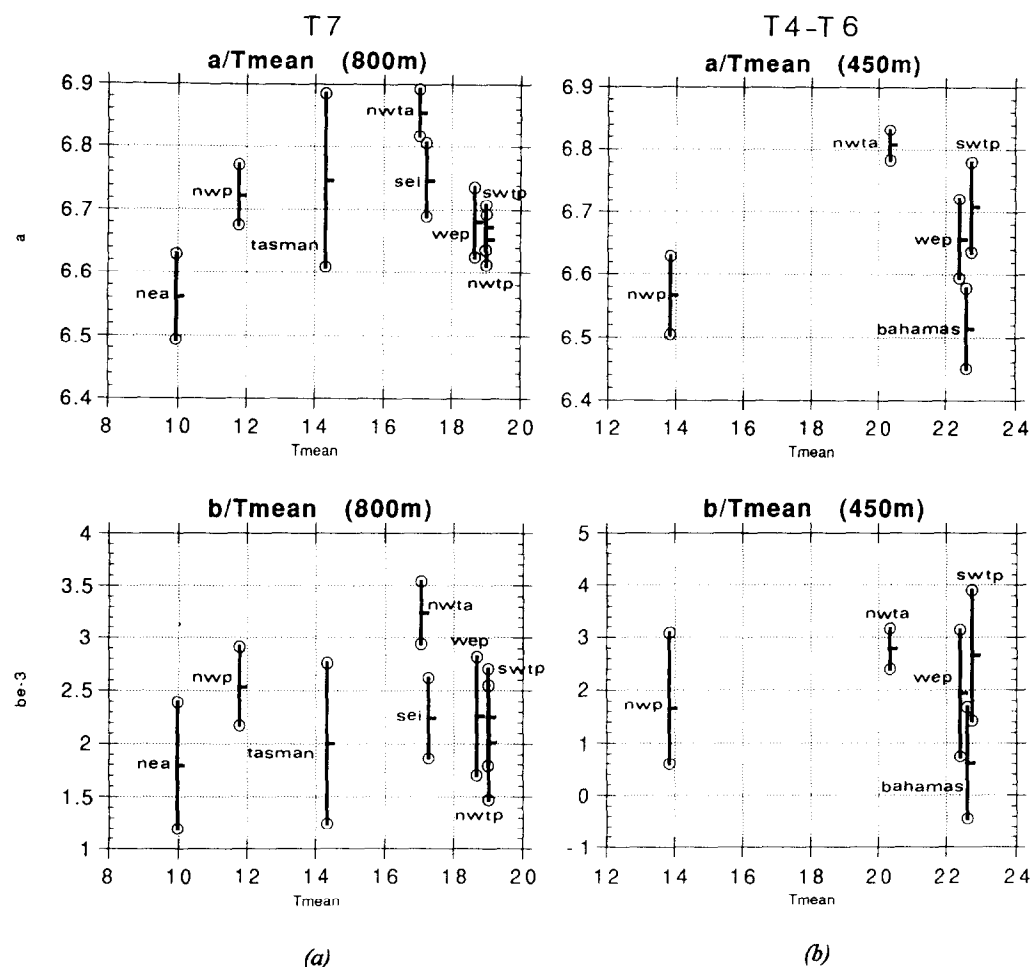 T7
T4-T6
a/Tmean (800m)
a/Tmean (450m)
6.9
6.8
6.7
6.6
6.5
6.4
a
nwta
sei
nwp
tasman
nea
wep
swtp
nwtp
8 10 12 14 16 18 20
Tmean
6.9
6.8
6.7
6.6
6.5
6.4
nwta
swtp
wep
nwp
bahamas
12 14 16 18 20 22 24
Tmean
b/Tmean (800m)
b/Tmean (450m)
4
3.5
3
2.5
2
1.5
1
be-3
nwta
wep
swtp
nwp
sei
tasman
nea
nwtp
8 10 12 14 16 18 20
Tmean
5
4
3
2
1
0
-1
swtp
nwta
wep
nwp
bahamas
12 14 16 18 20 22 24
Tmean
(a)
(b)